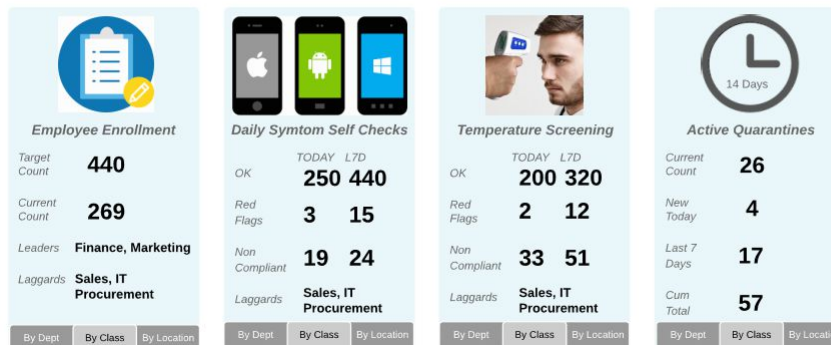 Employee Enrollment
Target Count 440
Current Count 269
Leaders Finance, Marketing
Laggards Sales, IT Procurement
By Dept By Class By Location
Daily Symtom Self Checks
TODAY L7D
OK 250 440
Red Flags 3 15
Non Compliant 19 24
Laggards Sales, IT Procurement
By Dept By Class By Location
Temperature Screening
TODAY L7D
OK 200 320
Red Flags 2 12
Non Compliant 33 51
Laggards Sales, IT Procurement
By Dept By Class By Location
14 Days
Active Quarantines
Current Count 26
New Today 4
Last 7 Days 17
Cum Total 57
By Dept By Class By Locatio